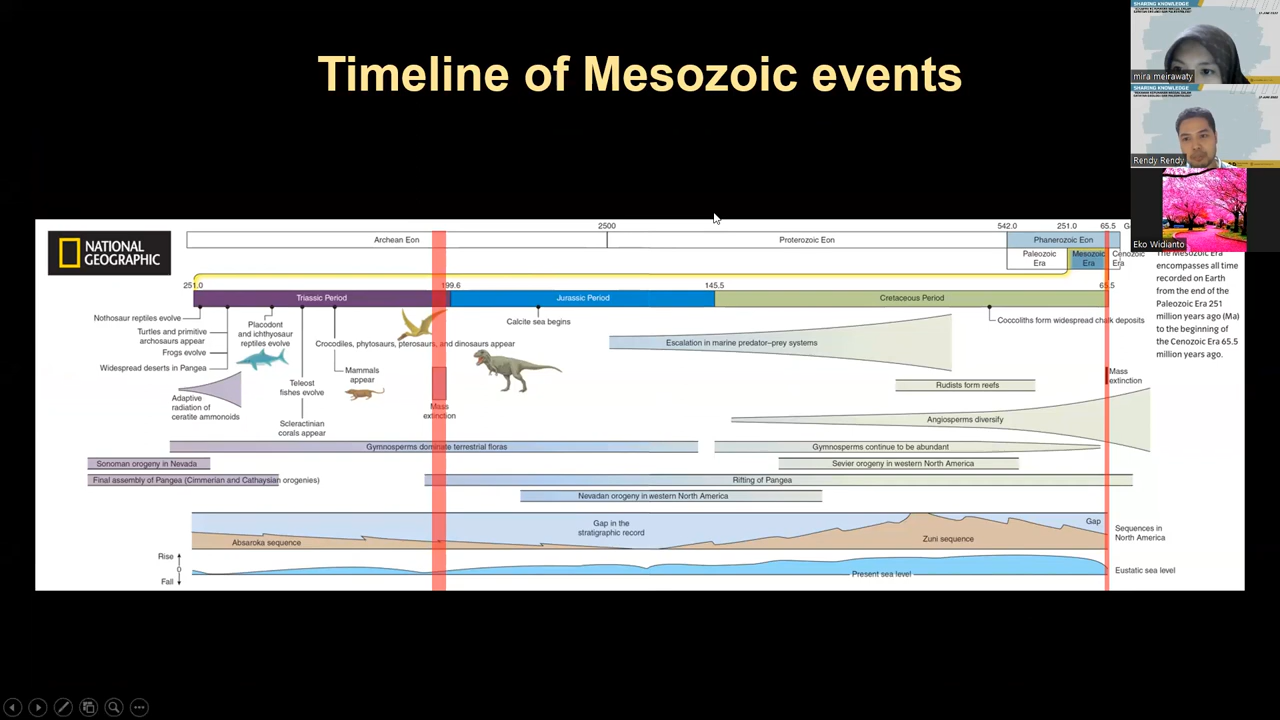 Timeline of Mesozoic events
SHARING KNOWLEDGE
mira meirawaty
SHARING KNOWLEDGE
Rendy Rendy
Eko Widianto
NATIONAL
GEOGRAPHIC
2500
542.0
251.0
65.5
Archean Eon
Proterozoic Eon
Phanerozoic Eon
Paleozoic
Era
Mesozoic
Era
Cenozoic
Era
251.0
199.6
145.5
65.5
Triassic Period
Jurassic Period
Cretaceous Period
Nothosaur reptiles evolve
Turtles and primitive
archosaurs appear
Frogs evolve
Widespread deserts in Pangea
Adaptive
radiation of
ceratite ammonoids
Placodont
and ichthyosaur
reptiles evolve
Teleost
fishes evolve
Scleractinian
corals appear
Crocodiles, phytosaurs, pterosaurs, and dinosaurs appear
Mammals
appear
Mass
extinction
Calcite sea begins
Escalation in marine predator–prey systems
Coccoliths form widespread chalk deposits
Rudists form reefs
Mass
extinction
Angiosperms diversify
Gymnosperms dominate terrestrial floras
Gymnosperms continue to be abundant
Sonoman orogeny in Nevada
Sevier orogeny in western North America
Final assembly of Pangea (Cimmerian and Cathaysian orogenies)
Rifting of Pangea
Nevadan orogeny in western North America
Gap in the
stratigraphic record
Gap
Absaroka sequence
Zuni sequence
Sequences in
North America
Rise
0
Fall
Present sea level
Eustatic sea level
The Mesozoic Era
encompasses all time
recorded on Earth
from the end of the
Paleozoic Era 251
million years ago (Ma)
to the beginning of
the Cenozoic Era 65.5
million years ago.